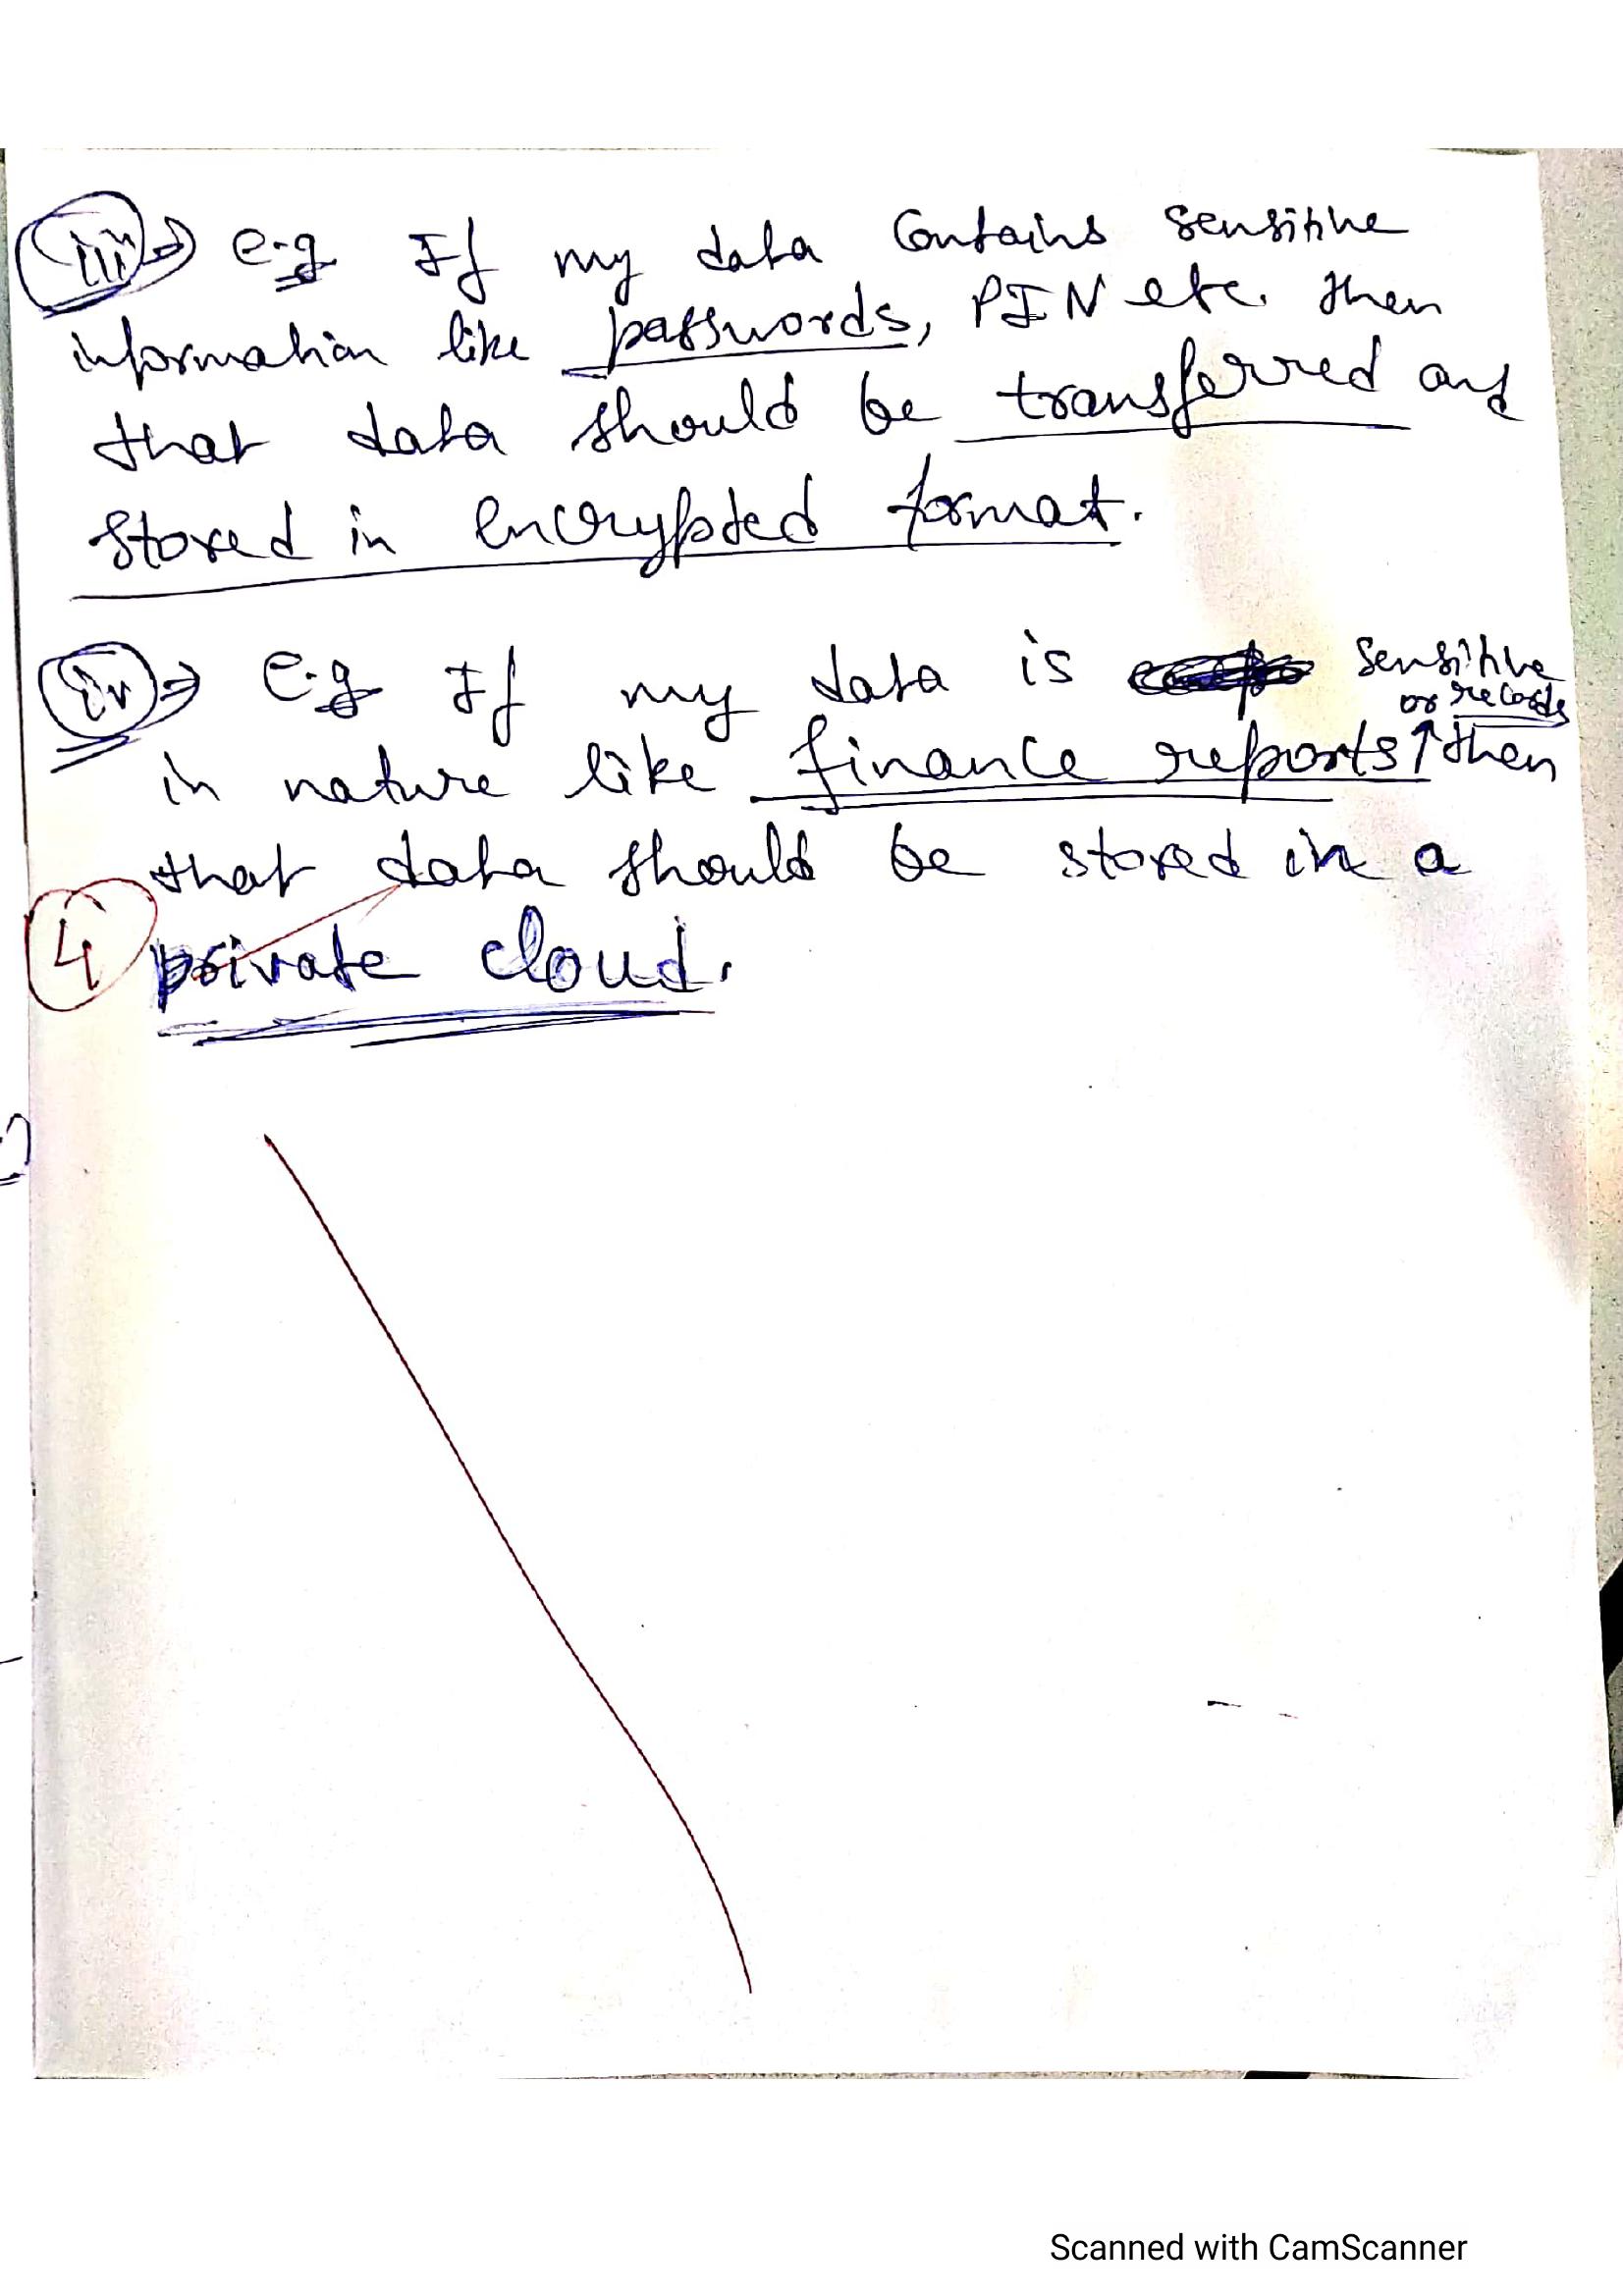 iii → e.g If my data contains sensitive
information like passwords, PIN etc. then
that data should be transferred and
stored in encrypted format.
iv ⇒ e.g If my data is sensitive
or records
in nature like finance reports ↑ then
that data should be stored in a
4 private cloud.
Scanned with CamScanner